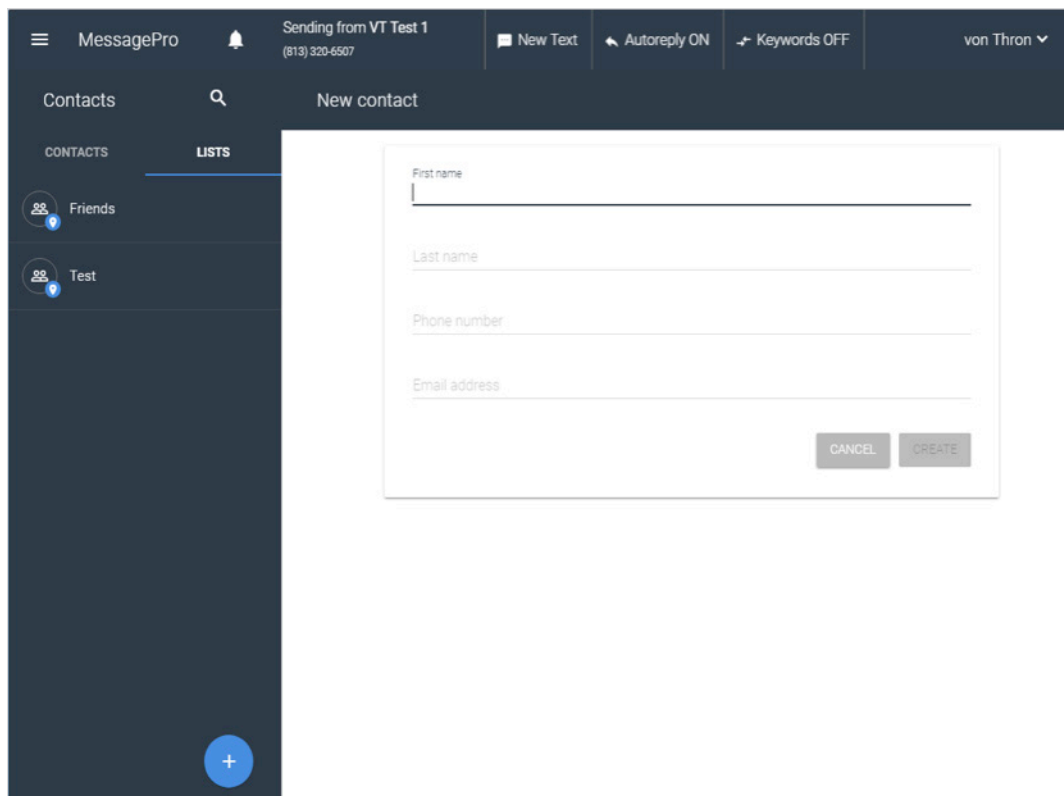 MessagePro
Sending from VT Test 1
(813) 320-6507
New Text
Autoreply ON
Keywords OFF
von Thron
Contacts
New contact
CONTACTS
LISTS
Friends
Test
First name
Last name
Phone number
Email address
CANCEL
CREATE